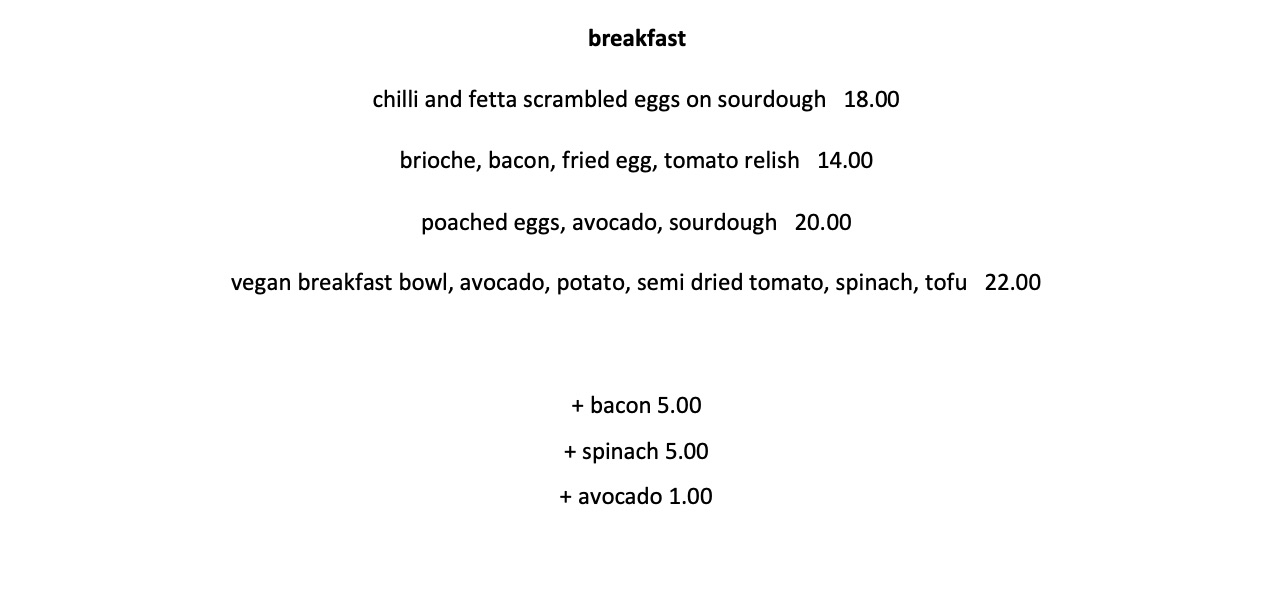 breakfast
chilli and fetta scrambled eggs on sourdough 18.00
brioche, bacon, fried egg, tomato relish 14.00
poached eggs, avocado, sourdough 20.00
vegan breakfast bowl, avocado, potato, semi dried tomato, spinach, tofu 22.00
+ bacon 5.00
+ spinach 5.00
+ avocado 1.00